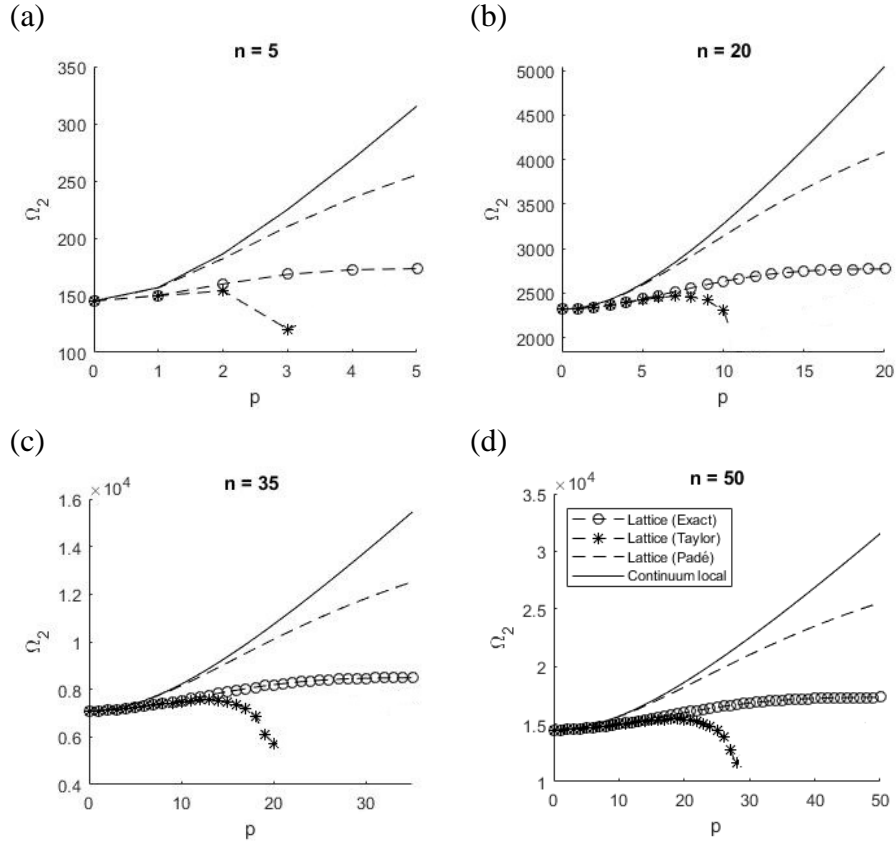 (a)
n = 5
350
300
250
200
150
100
Ω2
0 1 2 3 4 5
p
(b)
n = 20
5000
4500
4000
3500
3000
2500
2000
Ω2
0 5 10 15 20
p
(c)
n = 35
×10^4
1.6
1.4
1.2
1
0.8
0.6
0.4
Ω2
0 10 20 30
p
(d)
n = 50
×10^4
3.5
3
2.5
2
1.5
1
Ω2
Lattice (Exact)
Lattice (Taylor)
Lattice (Padé)
Continuum local
0 10 20 30 40 50
p